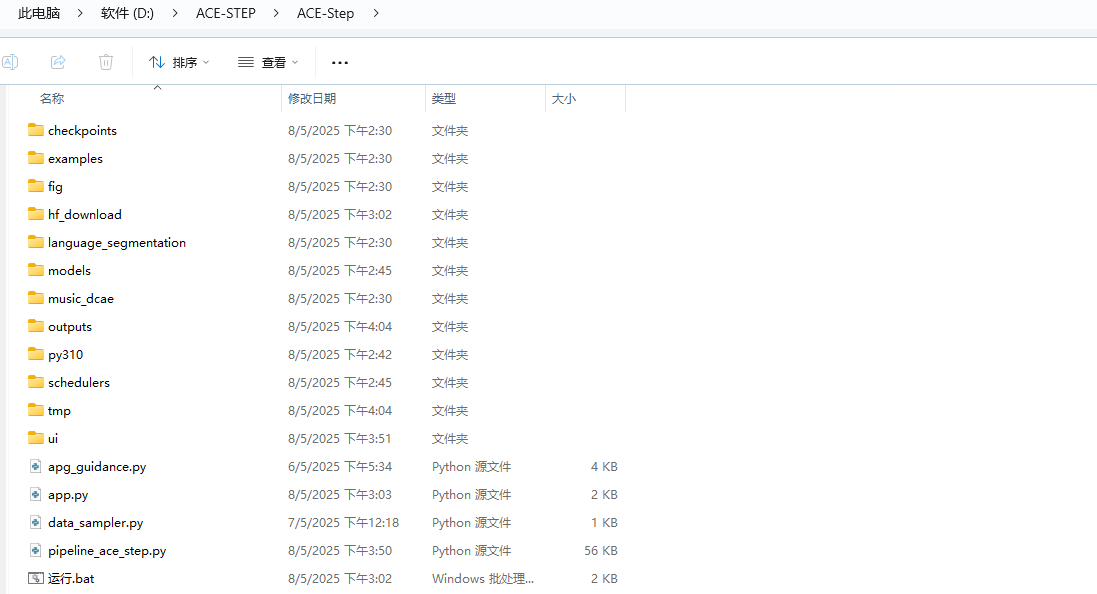 此电脑 > 软件 (D:) > ACE-STEP > ACE-Step >
排序 查看 ...
名称 修改日期 类型 大小
checkpoints 8/5/2025 下午2:30 文件夹
examples 8/5/2025 下午2:30 文件夹
fig 8/5/2025 下午2:30 文件夹
hf_download 8/5/2025 下午3:02 文件夹
language_segmentation 8/5/2025 下午2:30 文件夹
models 8/5/2025 下午2:45 文件夹
music_dcae 8/5/2025 下午2:30 文件夹
outputs 8/5/2025 下午4:04 文件夹
py310 8/5/2025 下午2:42 文件夹
schedulers 8/5/2025 下午2:45 文件夹
tmp 8/5/2025 下午4:04 文件夹
ui 8/5/2025 下午3:51 文件夹
apg_guidance.py 6/5/2025 下午5:34 Python 源文件 4 KB
app.py 8/5/2025 下午3:03 Python 源文件 2 KB
data_sampler.py 7/5/2025 下午12:18 Python 源文件 1 KB
pipeline_ace_step.py 8/5/2025 下午3:50 Python 源文件 56 KB
运行.bat 8/5/2025 下午3:02 Windows 批处理... 2 KB